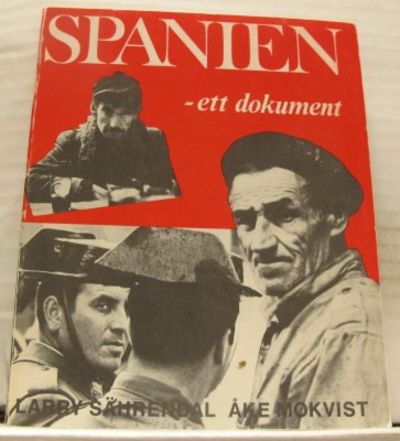 SPANIEN
- ett dokument
LARRY SÄHRENDAL ÅKE MOKVIST